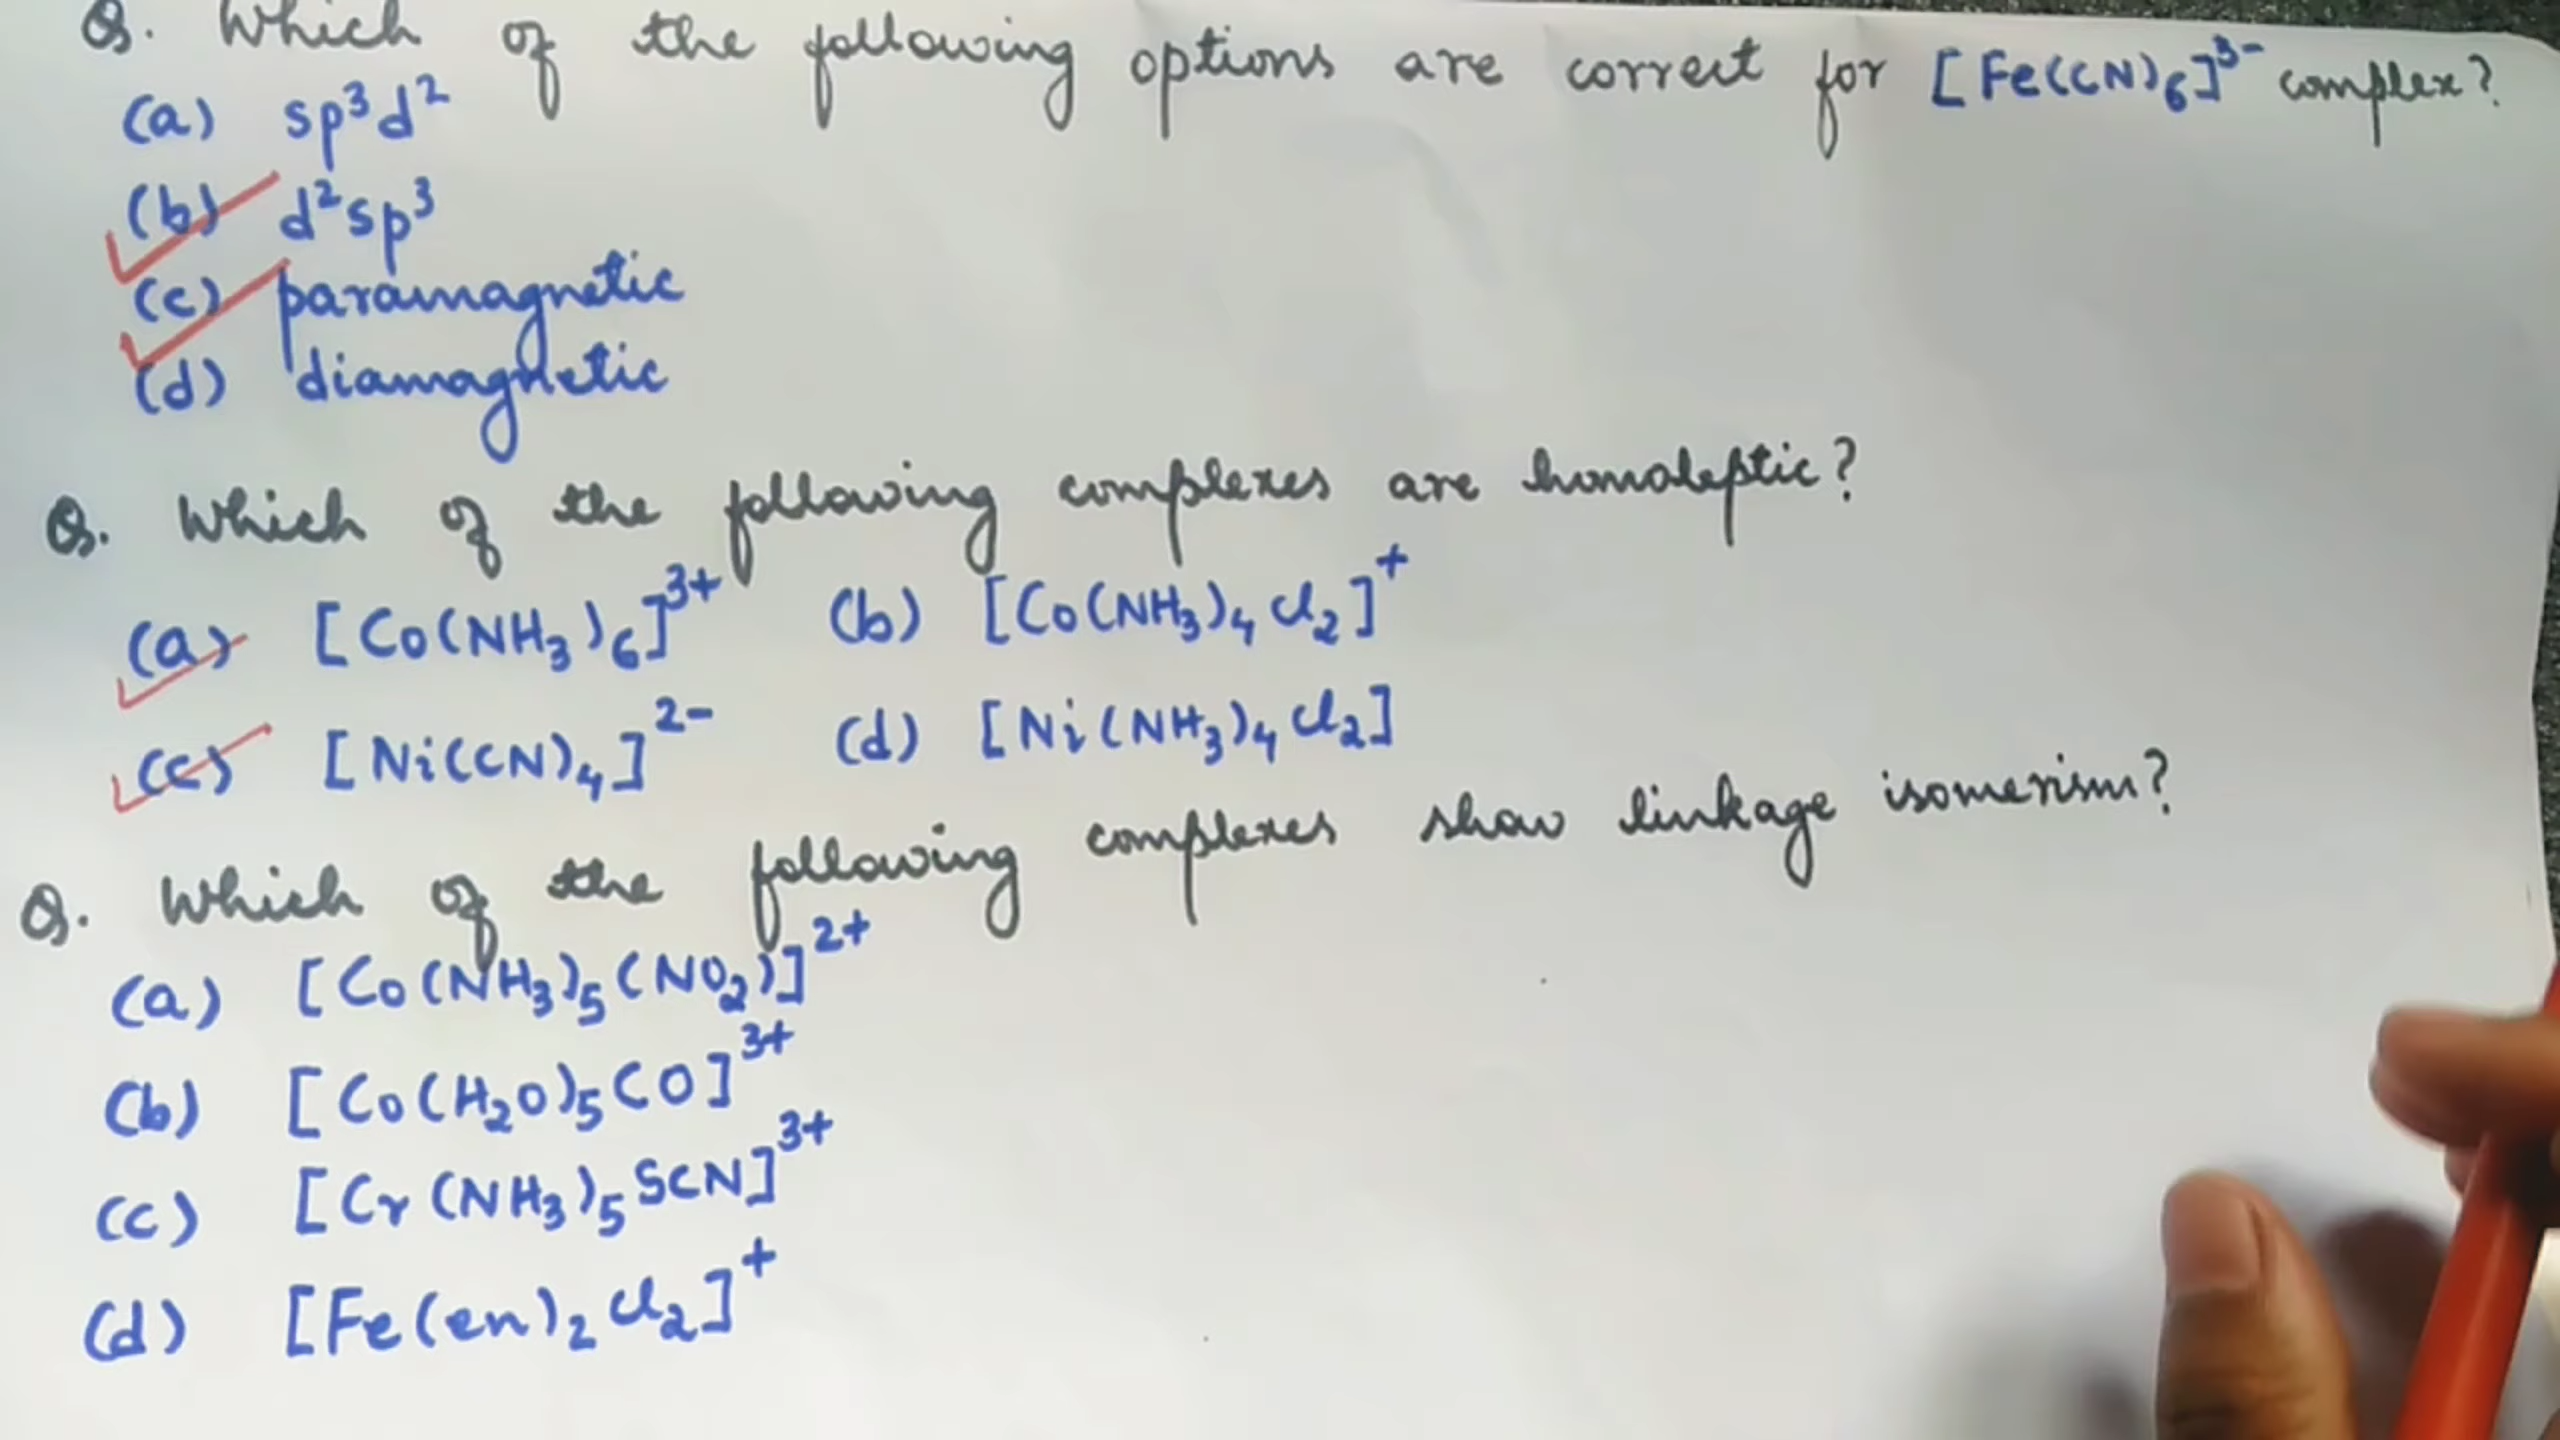 Q. Which of the following options are correct for [Fe(CN)₆]³⁻ complex?
(a) sp³d²
(b) d²sp³
(c) paramagnetic
(d) diamagnetic
Q. Which of the following complexes are homoleptic?
(a) [Co(NH₃)₆]³⁺ (b) [Co(NH₃)₄Cl₂]⁺
(c) [Ni(CN)₄]²⁻ (d) [Ni(NH₃)₄Cl₂]
Q. Which of the following complexes show linkage isomerism?
(a) [Co(NH₃)₅(NO₂)]²⁺
(b) [Co(H₂O)₅CO]³⁺
(c) [Cr(NH₃)₅SCN]³⁺
(d) [Fe(en)₂Cl₂]⁺